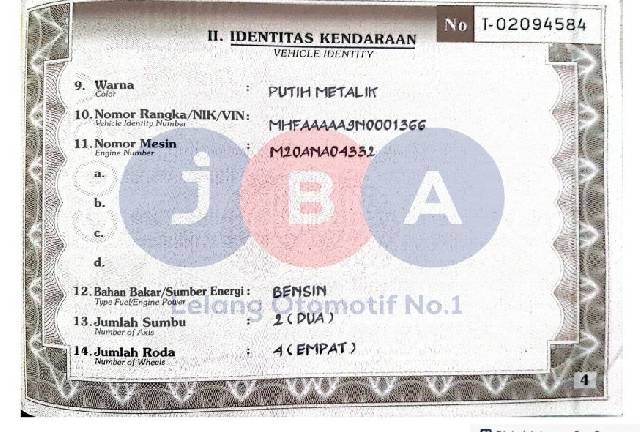 No T-02094584
II. IDENTITAS KENDARAAN
VEHICLE IDENTITY
9. Warna : PUTIH METALIK
Color
10. Nomor Rangka/NIK/VIN: MHFAAAAA9N0001366
Vehicle Identity Number
11. Nomor Mesin : M20ANA04332
Engine Number
a.
b.
c.
d.
jBA
12. Bahan Bakar/Sumber Energi : BENSIN
Type Fuel/Engine Power
Lelang Otomotif No.1
13. Jumlah Sumbu : 2 (DUA)
Number of Axis
14. Jumlah Roda : 4 (EMPAT)
Number of Wheels
4